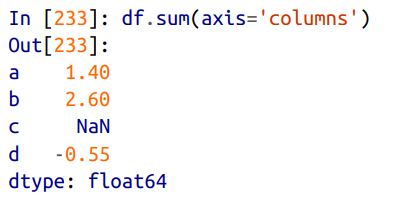 In [233]: df.sum(axis='columns')
Out[233]:
a    1.40
b    2.60
c     NaN
d   -0.55
dtype: float64